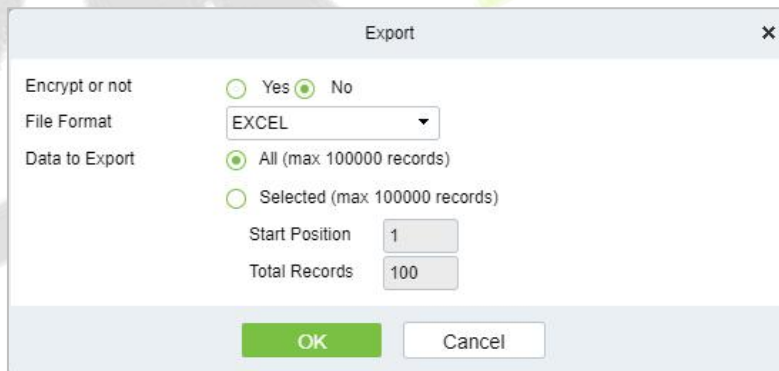 Export
Encrypt or not Yes No
File Format EXCEL
Data to Export All (max 100000 records)
Selected (max 100000 records)
Start Position 1
Total Records 100
OK Cancel